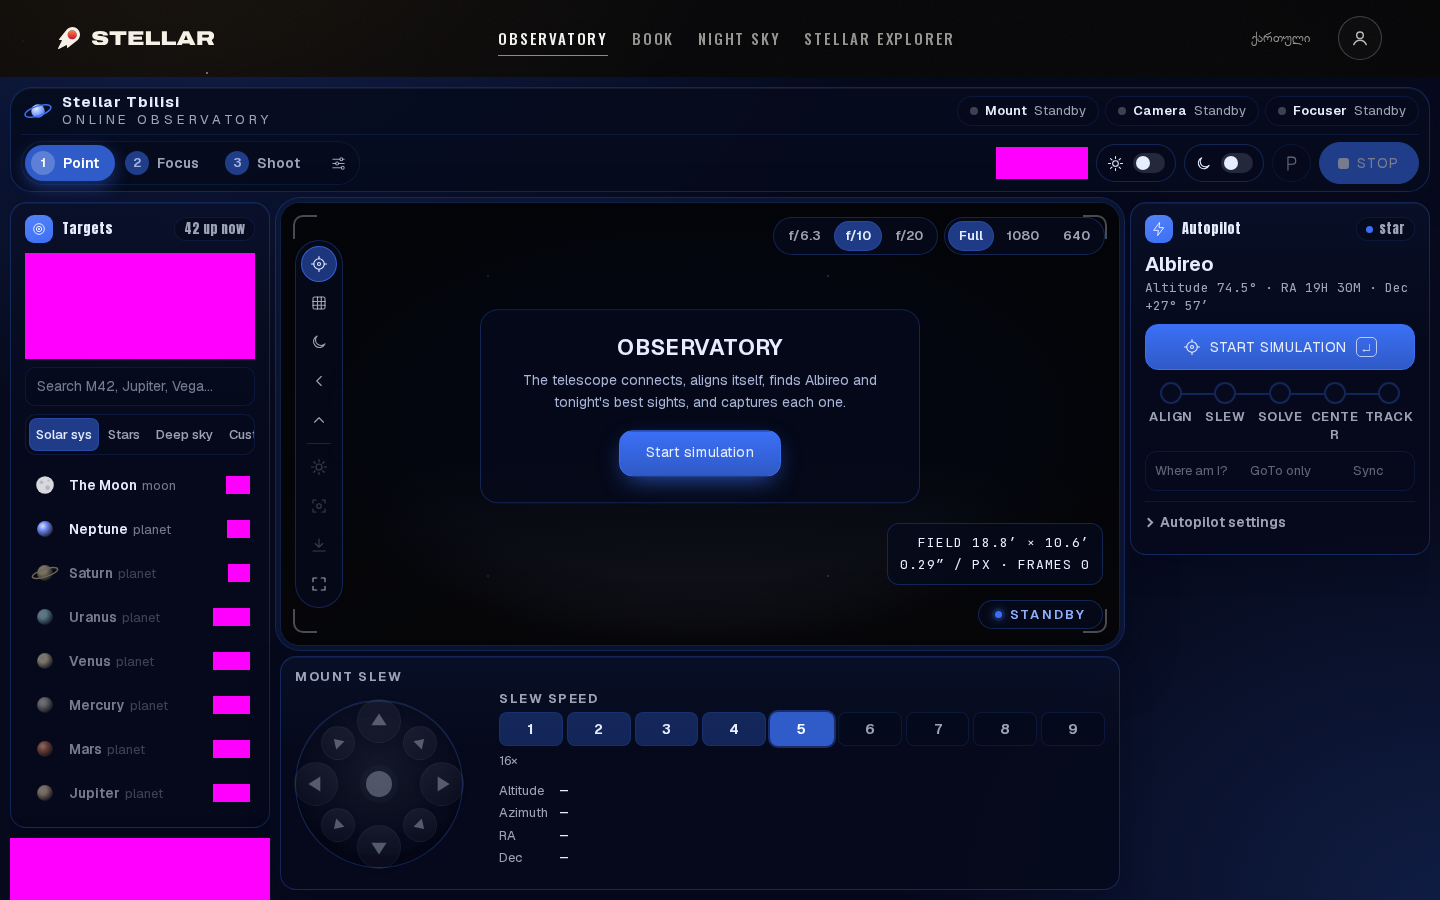 STELLAR
OBSERVATORY
BOOK
NIGHT SKY
STELLAR EXPLORER
ქართული
Stellar Tbilisi
ONLINE OBSERVATORY
Mount Standby
Camera Standby
Focuser Standby
1 Point
2 Focus
3 Shoot
P
STOP
Targets
42 up now
Search M42, Jupiter, Vega...
Solar sys
Stars
Deep sky
Cust
The Moon moon
Neptune planet
Saturn planet
Uranus planet
Venus planet
Mercury planet
Mars planet
Jupiter planet
f/6.3
f/10
f/20
Full
1080
640
OBSERVATORY
The telescope connects, aligns itself, finds Albireo and
tonight's best sights, and captures each one.
Start simulation
FIELD 18.8′ × 10.6′
0.29″ / PX · FRAMES 0
STANDBY
MOUNT SLEW
SLEW SPEED
1 2 3 4 5 6 7 8 9
16×
Altitude –
Azimuth –
RA –
Dec –
Autopilot
star
Albireo
Altitude 74.5° · RA 19H 30M · Dec
+27° 57′
START SIMULATION
ALIGN SLEW SOLVE CENTE TRACK
R
Where am I?
GoTo only
Sync
Autopilot settings